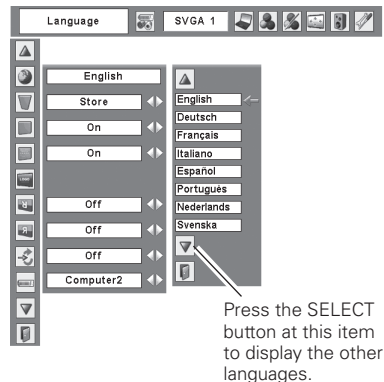 Language
SVGA 1
English
Store
On
On
Off
Off
Off
Computer2
English
Deutsch
Français
Italiano
Español
Português
Nederlands
Svenska
Press the SELECT
button at this item
to display the other
languages.